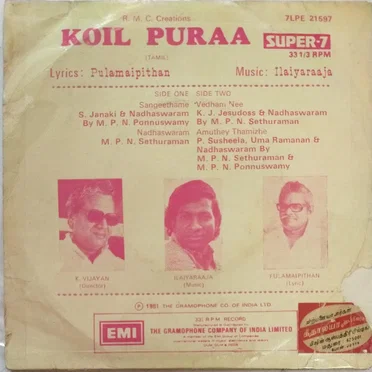 R. M. C. Creations
7LPE 21597
KOIL PURAA
SUPER-7
(TAMIL)
33 1/3 RPM
Lyrics: Pulamaipithan
Music: Ilaiyaraaja
SIDE ONE
Sangeethame
S. Janaki & Nadhaswaram
By M. P. N. Ponnuswamy
Nadhaswaram
M. P. N. Sethuraman
SIDE TWO
Vedham Nee
K. J. Jesudoss & Nadhaswaram
By M. P. N. Sethuraman
Amuthey Thamizhe
P. Susheela, Uma Ramanan &
Nadhaswaram By
M. P. N. Sethuraman &
M. P. N. Ponnuswamy
K. VIJAYAN
(Director)
ILAIYARAAJA
(Music)
PULAMAIPITHAN
(Lyrics)
℗ 1981 THE GRAMOPHONE CO. OF INDIA LTD
EMI
33⅓ R.P.M. RECORD
THE GRAMOPHONE COMPANY OF INDIA LIMITED